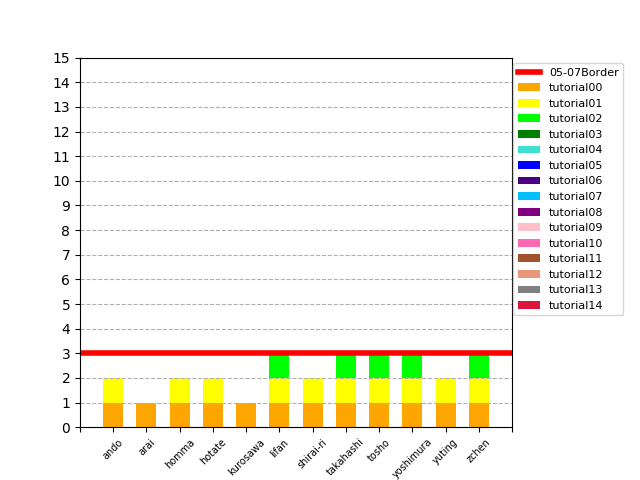 15
14
13
12
11
10
9
8
7
6
5
4
3
2
1
0
ando
arai
homma
hotate
kurosawa
lifan
shirai-ri
takahashi
tosho
yoshimura
yuting
zchen
05-07Border
tutorial00
tutorial01
tutorial02
tutorial03
tutorial04
tutorial05
tutorial06
tutorial07
tutorial08
tutorial09
tutorial10
tutorial11
tutorial12
tutorial13
tutorial14